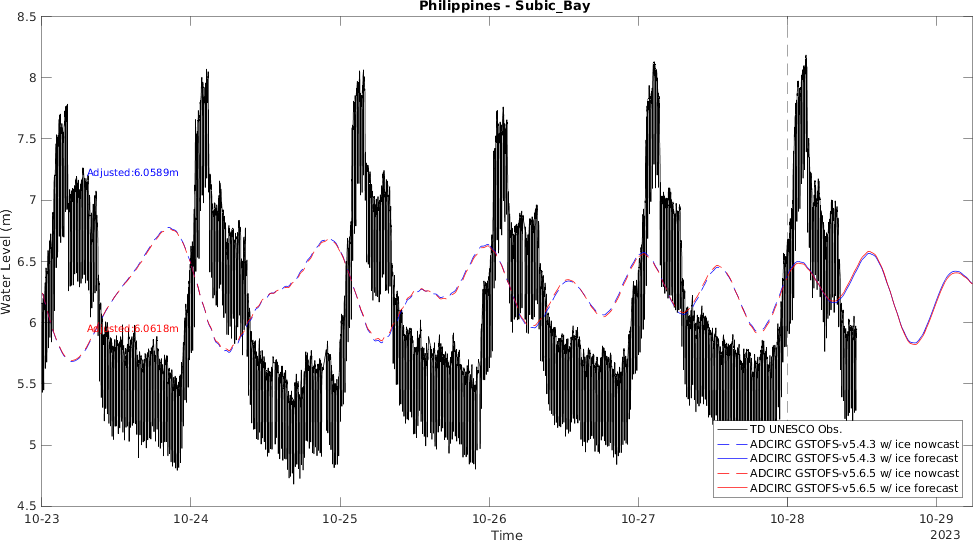 Philippines - Subic_Bay
8.5
8
7.5
7
6.5
6
5.5
5
4.5
Water Level (m)
Adjusted:6.0589m
Adjusted:6.0618m
TD UNESCO Obs.
ADCIRC GSTOFS-v5.4.3 w/ ice nowcast
ADCIRC GSTOFS-v5.4.3 w/ ice forecast
ADCIRC GSTOFS-v5.6.5 w/ ice nowcast
ADCIRC GSTOFS-v5.6.5 w/ ice forecast
10-23 10-24 10-25 10-26 10-27 10-28 10-29
Time
2023